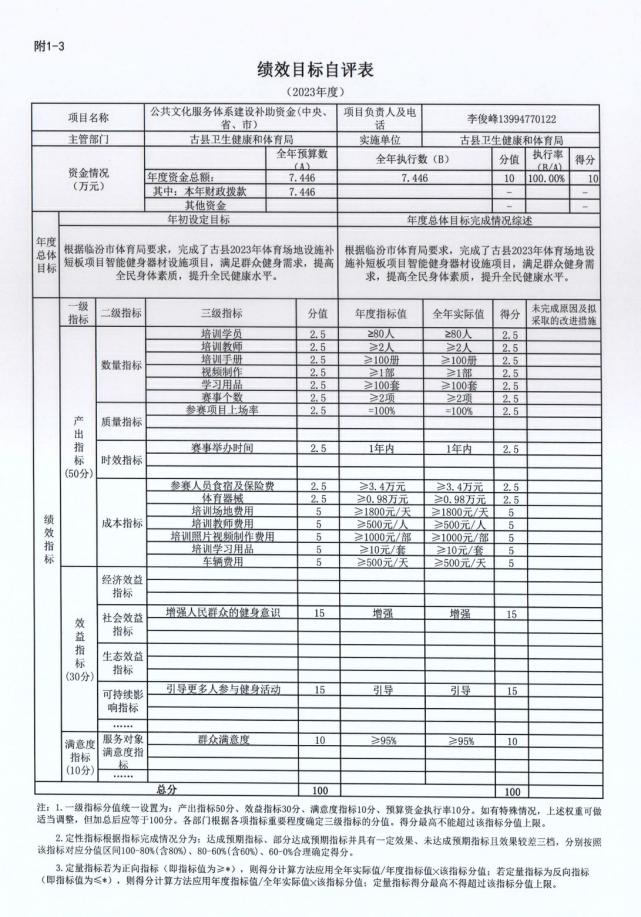 附1-3
绩效目标自评表
(2023年度)
项目名称 公共文化服务体系建设补助资金(中央、省、市) 项目负责人及电话 李俊峰13994770122
主管部门 古县卫生健康和体育局 实施单位 古县卫生健康和体育局
资金情况(万元) 全年预算数(A) 全年执行数(B) 分值 执行率(B/A) 得分
年度资金总额: 7.446 7.446 10 100.00% 10
其中: 本年财政拨款 7.446 - -
其他资金 - -
年度总体目标 年初设定目标 年度总体目标完成情况综述
根据临汾市体育局要求,完成了古县2023年体育场地设施补短板项目智能健身器材设施项目,满足群众健身需求,提高全民身体素质,提升全民健康水平。
根据临汾市体育局要求,完成了古县2023年体育场地设施补短板项目智能健身器材设施项目,满足群众健身需求,提高全民身体素质,提升全民健康水平。
绩效指标
一级指标 二级指标 三级指标 分值 年度指标值 全年实际值 得分 未完成原因及拟采取的改进措施
产出指标(50分)
数量指标
培训学员 2.5 ≥80人 ≥80人 2.5
培训教师 2.5 ≥2人 ≥2人 2.5
培训手册 2.5 ≥100册 ≥100册 2.5
视频制作 2.5 ≥1部 ≥1部 2.5
学习用品 2.5 ≥100套 ≥100套 2.5
赛事个数 2.5 ≥2项 ≥2项 2.5
质量指标
参赛项目上场率 2.5 =100% =100% 2.5
时效指标
赛事举办时间 2.5 1年内 1年内 2.5
成本指标
参赛人员食宿及保险费 2.5 ≥3.4万元 ≥3.4万元 2.5
体育器械 2.5 ≥0.98万元 ≥0.98万元 2.5
培训场地费用 5 ≥1800元/天 ≥1800元/天 5
培训教师费用 5 ≥500元/人 ≥500元/人 5
培训照片视频制作费用 5 ≥1000元/部 ≥1000元/部 5
培训学习用品 5 ≥10元/套 ≥10元/套 5
车辆费用 5 ≥500元/天 ≥500元/天 5
效益指标(30分)
经济效益指标
社会效益指标
增强人民群众的健身意识 15 增强 增强 15
生态效益指标
可持续影响指标
引导更多人参与健身活动 15 引导 引导 15
……
满意度指标(10分)
服务对象满意度指标
群众满意度 10 ≥95% ≥95% 10
……
总分 100 100
注: 1.一级指标分值统一设置为: 产出指标50分、效益指标30分、满意度指标10分、预算资金执行率10分。如有特殊情况,上述权重可做
适当调整,但加总后应等于100分。各部门根据各项指标重要程度确定三级指标的分值。得分最高不能超过该指标分值上限。
2.定性指标根据指标完成情况分为: 达成预期指标、部分达成预期指标并具有一定效果、未达成预期指标且效果较差三档,分别按照
该指标对应分值区间100-80%(含80%)、80-60%(含60%)、60-0%合理确定得分。
3.定量指标若为正向指标(即指标值为≥*),则得分计算方法应用全年实际值/年度指标值×该指标分值; 若定量指标为反向指标
(即指标值为≤*),则得分计算方法应用年度指标值/全年实际值×该指标分值; 定量指标得分最高不得超过该指标分值上限。